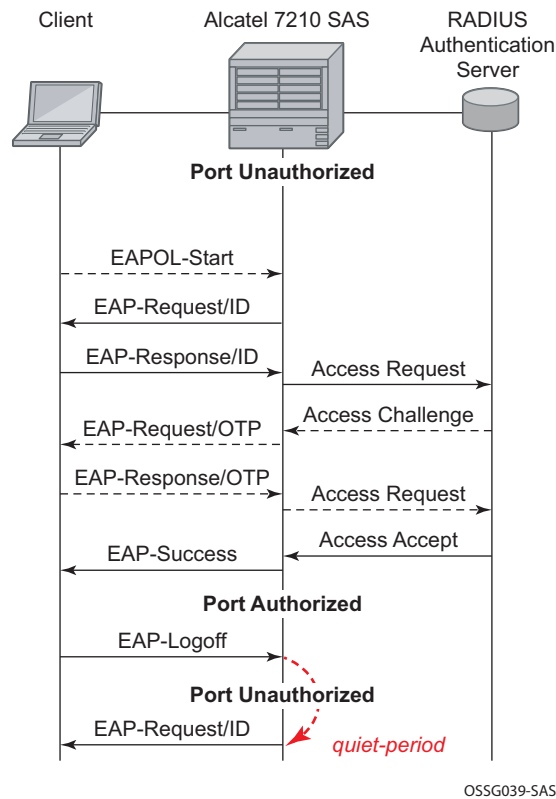 Client
Alcatel 7210 SAS
RADIUS
Authentication
Server
Port Unauthorized
EAPOL-Start
EAP-Request/ID
EAP-Response/ID
Access Request
Access Challenge
EAP-Request/OTP
EAP-Response/OTP
Access Request
Access Accept
EAP-Success
Port Authorized
EAP-Logoff
Port Unauthorized
EAP-Request/ID
quiet-period
OSSG039-SAS